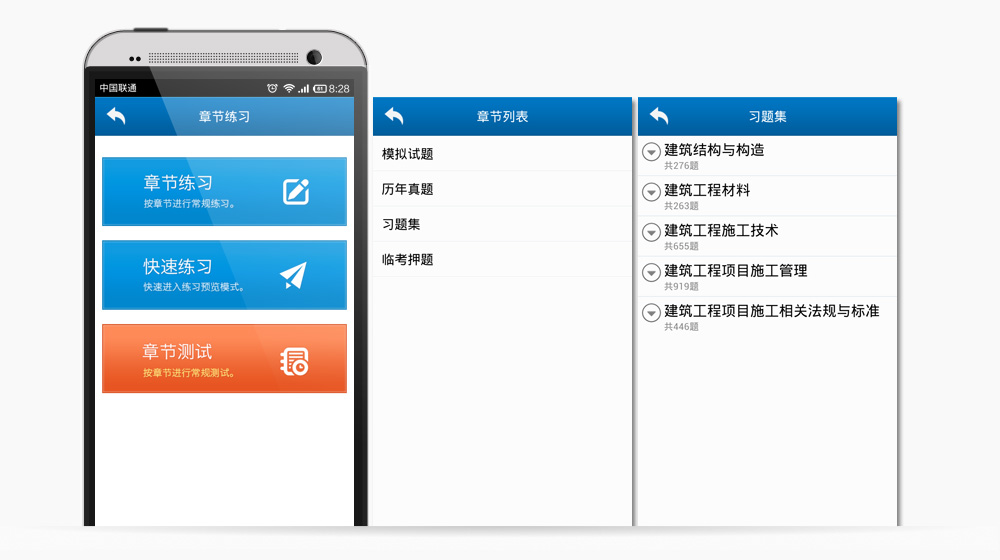 中国联通
8:28
章节练习
章节练习
按章节进行常规练习。
快速练习
快速进入练习预览模式。
章节测试
按章节进行常规测试。
章节列表
模拟试题
历年真题
习题集
临考押题
习题集
建筑结构与构造
共276题
建筑工程材料
共263题
建筑工程施工技术
共655题
建筑工程项目施工管理
共919题
建筑工程项目施工相关法规与标准
共446题